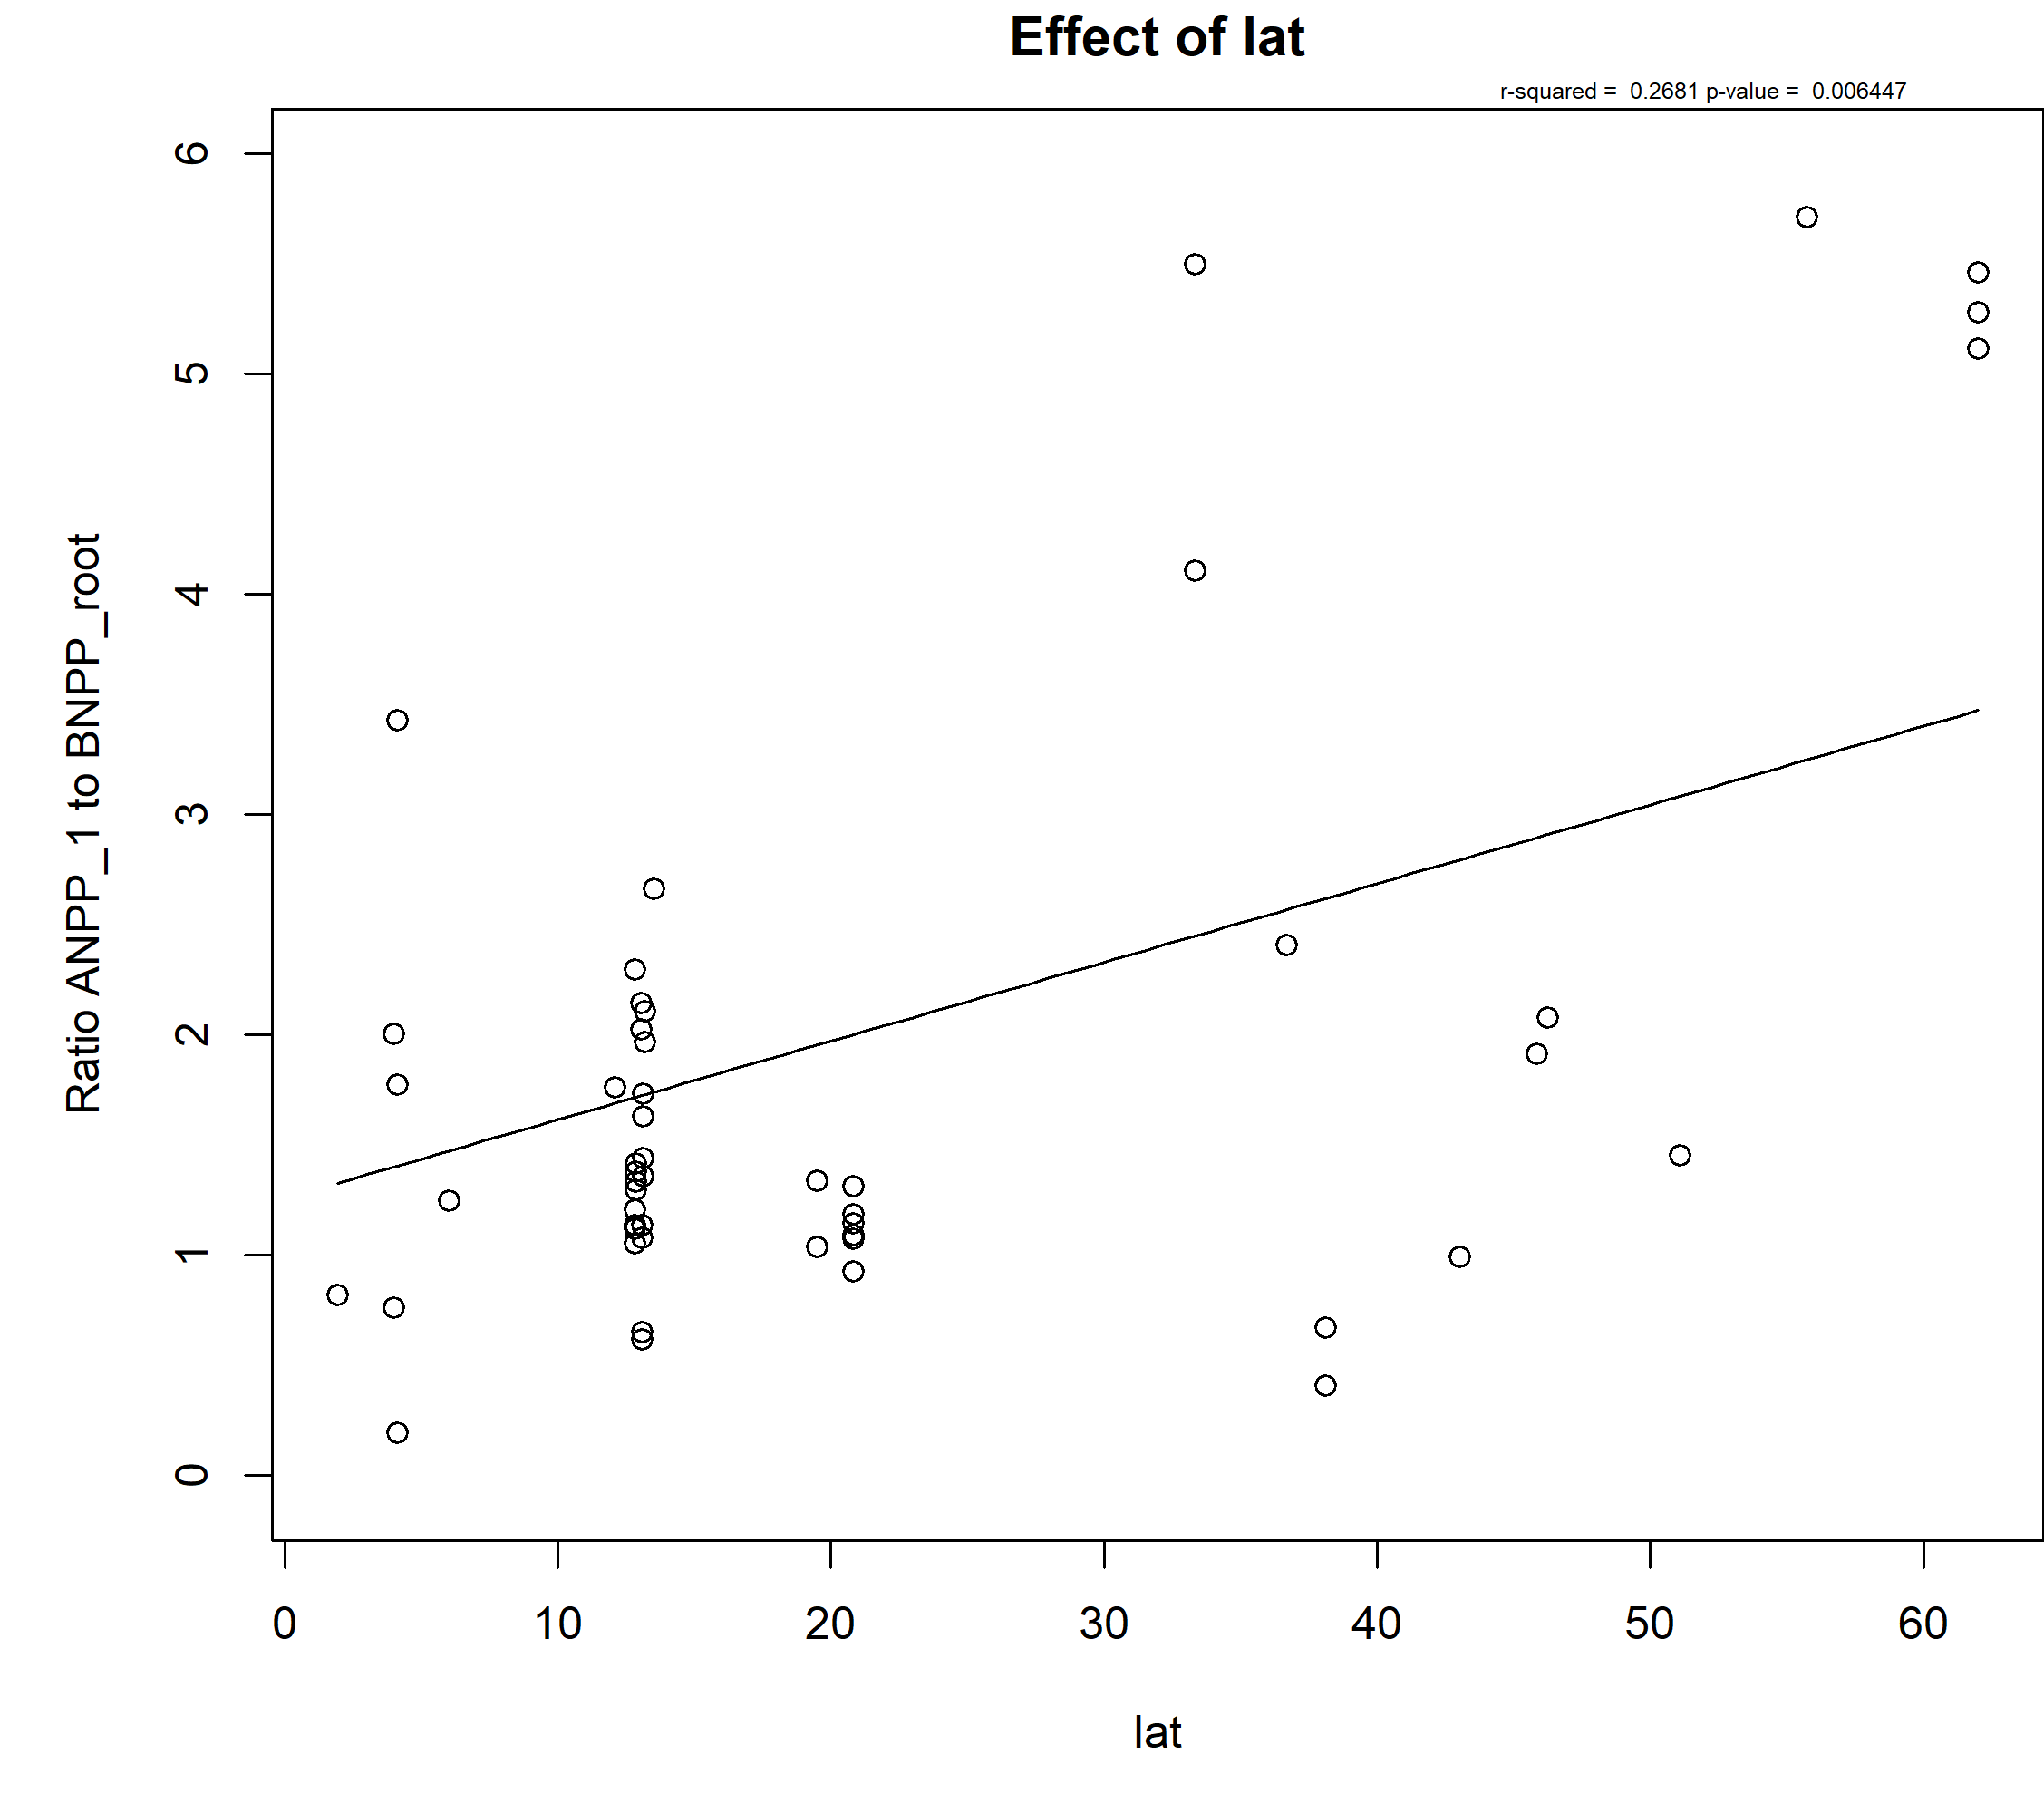 Effect of lat
r-squared = 0.2681 p-value = 0.006447
Ratio ANPP_1 to BNPP_root
6
5
4
3
2
1
0
0 10 20 30 40 50 60
lat